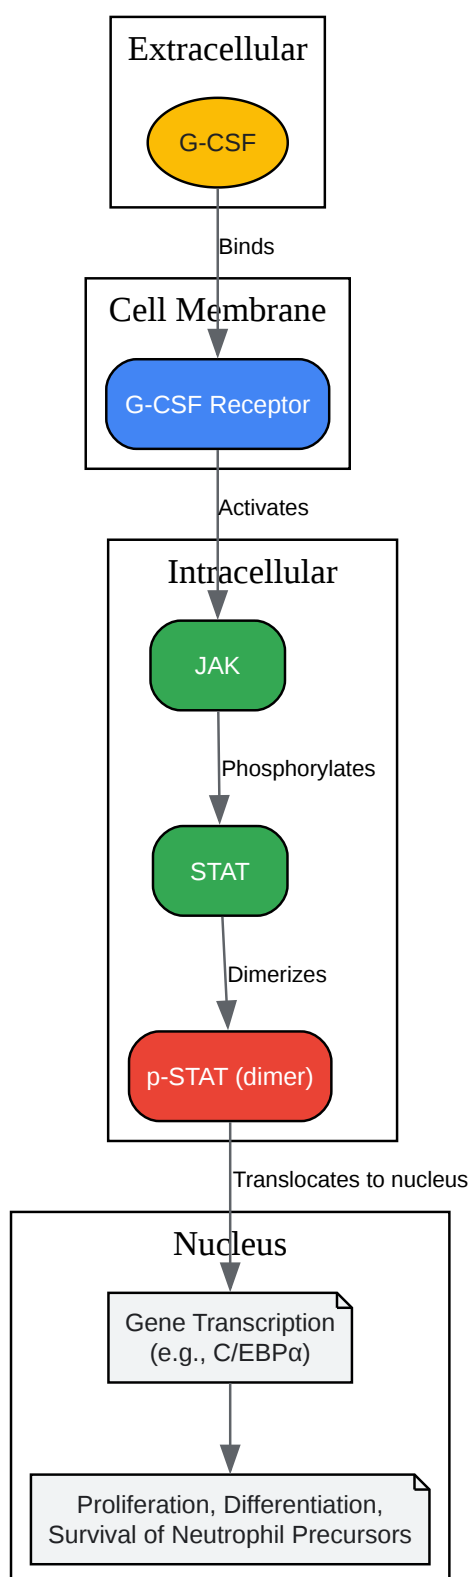 Extracellular
G-CSF
Binds
Cell Membrane
G-CSF Receptor
Activates
Intracellular
JAK
Phosphorylates
STAT
Dimerizes
p-STAT (dimer)
Translocates to nucleus
Nucleus
Gene Transcription
(e.g., C/EBPα)
Proliferation, Differentiation,
Survival of Neutrophil Precursors